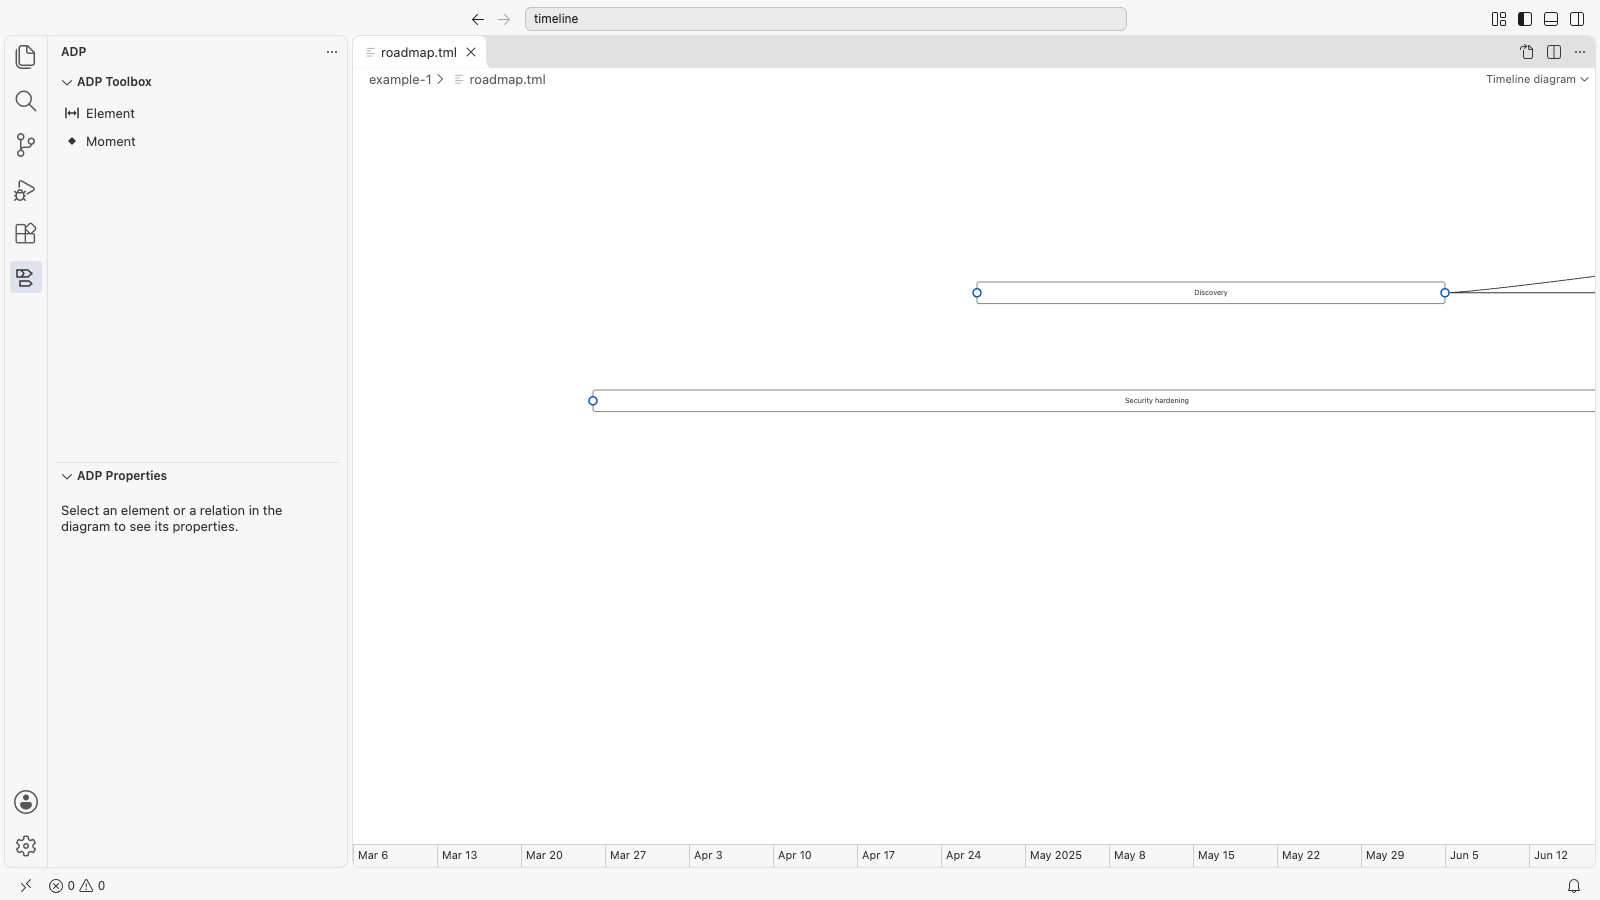 timeline
ADP
ADP Toolbox
Element
Moment
ADP Properties
Select an element or a relation in the
diagram to see its properties.
roadmap.tml
example-1
roadmap.tml
Timeline diagram
Discovery
Security hardening
Mar 6
Mar 13
Mar 20
Mar 27
Apr 3
Apr 10
Apr 17
Apr 24
May 2025
May 8
May 15
May 22
May 29
Jun 5
Jun 12
0
0